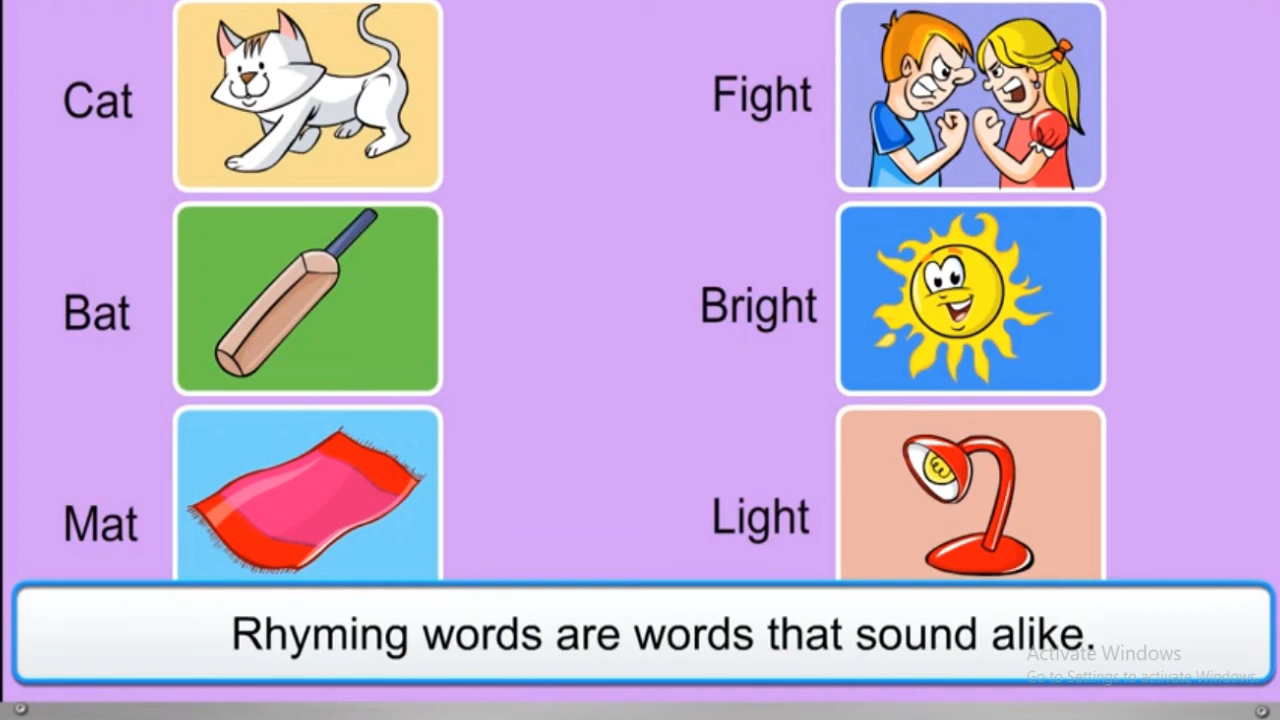 Cat
Fight
Bat
Bright
Mat
Light
Rhyming words are words that sound alike.
Activate Windows
Go to Settings to activate Windows.